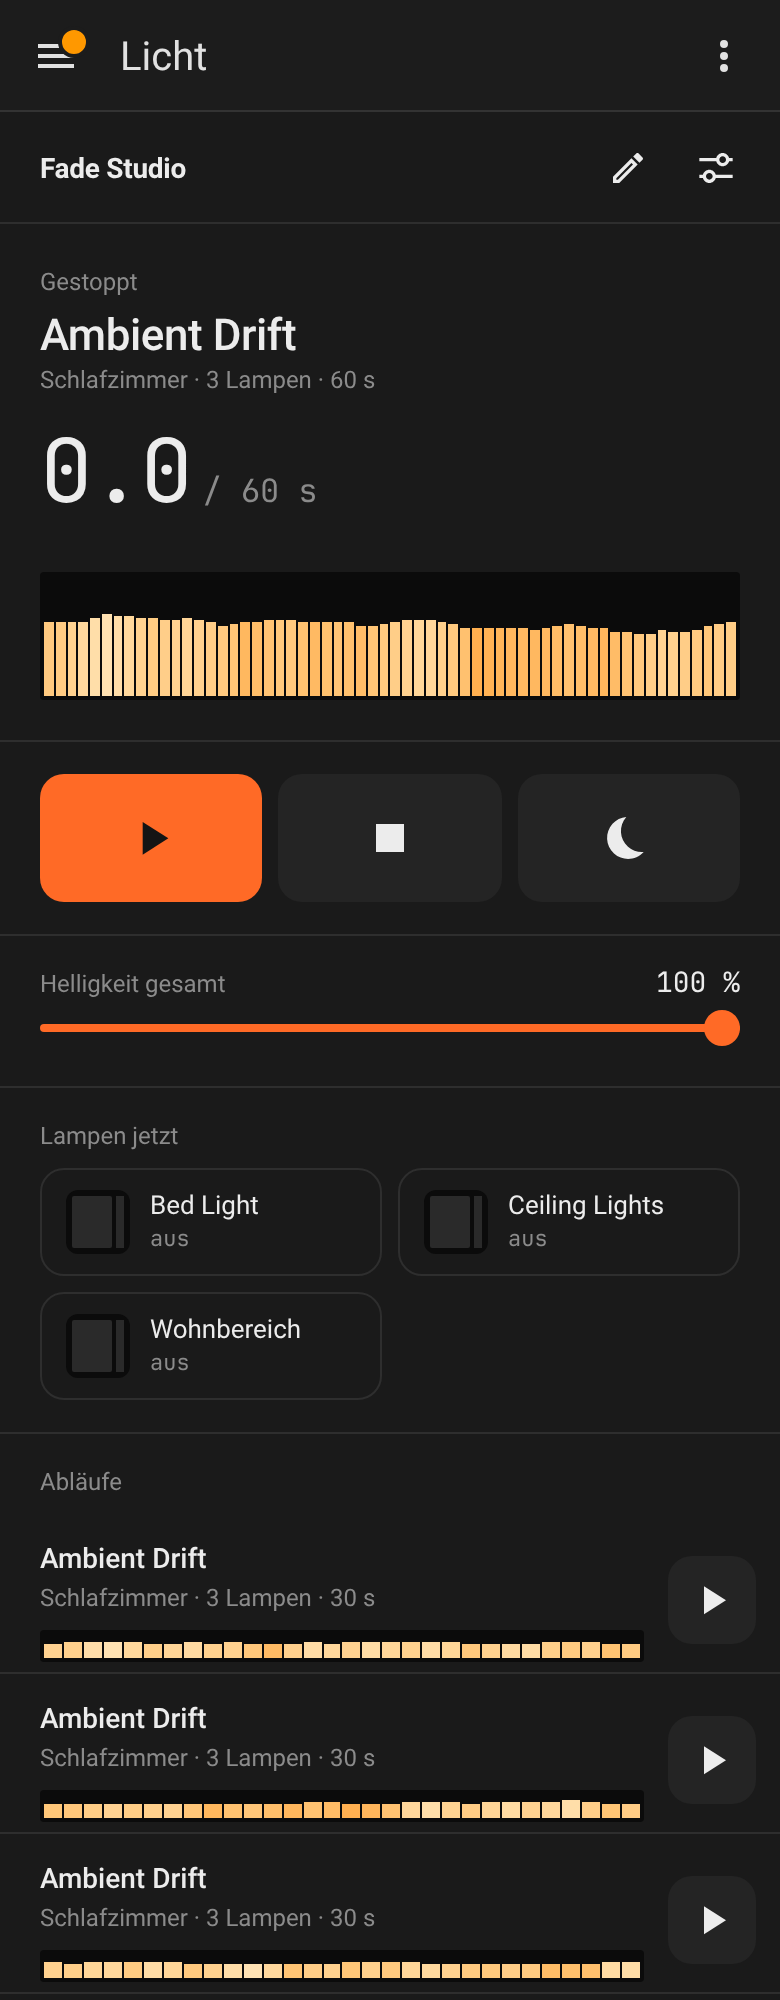 Licht
Fade Studio
Gestoppt
Ambient Drift
Schlafzimmer · 3 Lampen · 60 s
0.0 / 60 s
Helligkeit gesamt 100 %
Lampen jetzt
Bed Light
aus
Ceiling Lights
aus
Wohnbereich
aus
Abläufe
Ambient Drift
Schlafzimmer · 3 Lampen · 30 s
Ambient Drift
Schlafzimmer · 3 Lampen · 30 s
Ambient Drift
Schlafzimmer · 3 Lampen · 30 s